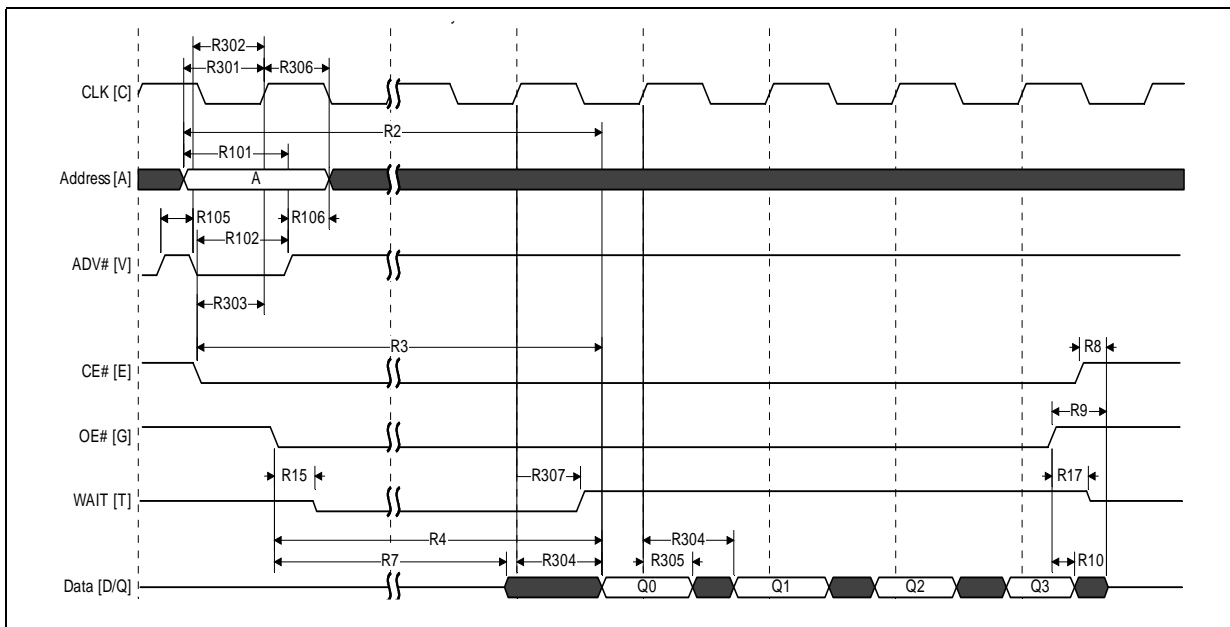 R302
R301 R306
CLK [C]
R2
R101
Address [A] A
R105 R106
R102
ADV# [V]
R303
R3
R8
CE# [E]
R9
OE# [G]
R15 R307 R17
WAIT [T]
R4 R304
R7 R304 R305 R10
Data [D/Q] Q0 Q1 Q2 Q3